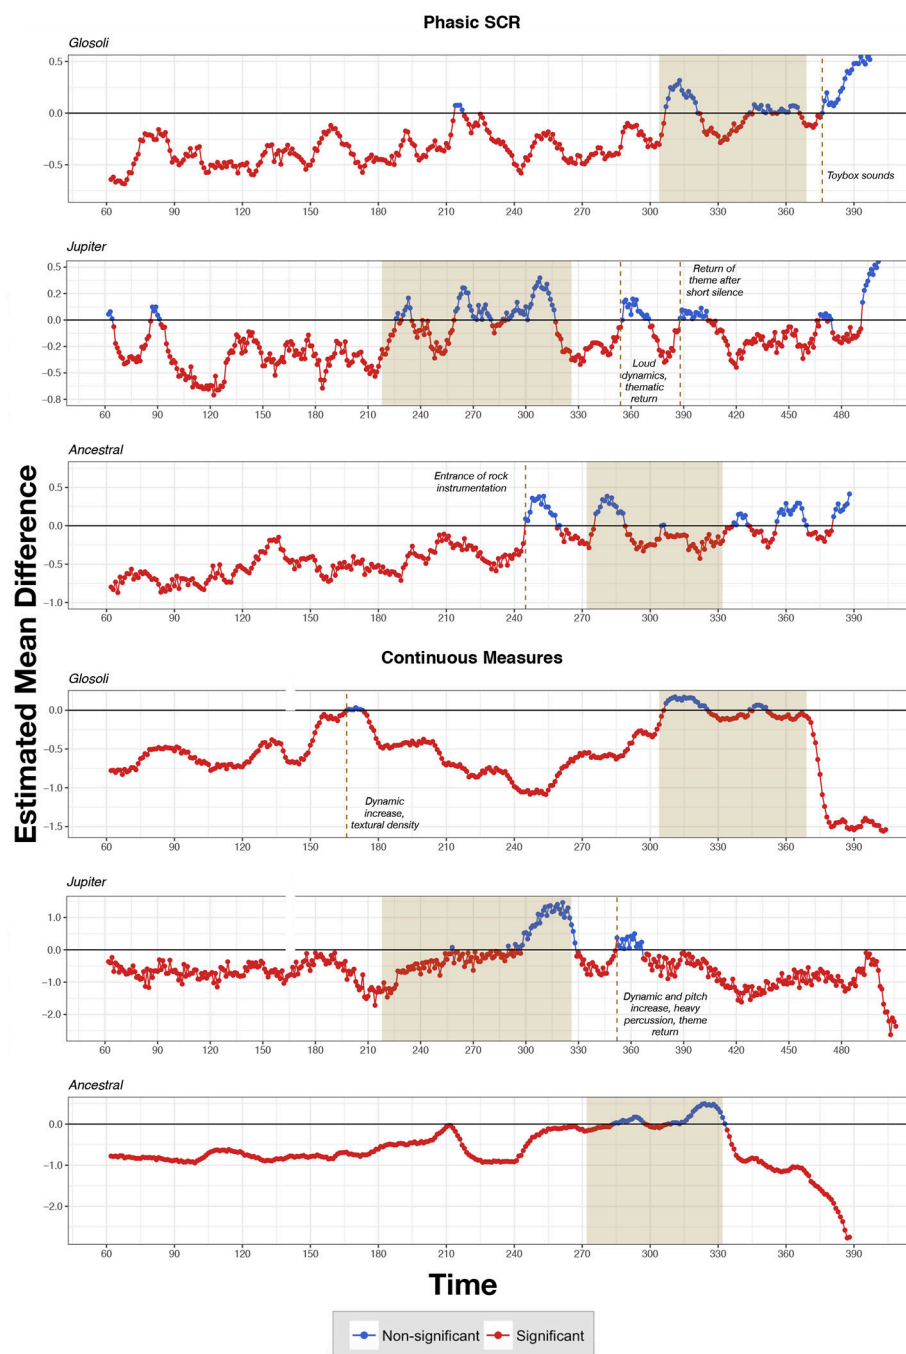 Phasic SCR
Glosoli
0.5
0.0
−0.5
Toybox sounds
60 90 120 150 180 210 240 270 300 330 360 390
Jupiter
0.5
0.2
0.0
−0.2
−0.5
−0.8
Return of
theme after
short silence
Loud
dynamics,
thematic
return
60 90 120 150 180 210 240 270 300 330 360 390 420 450 480
Ancestral
0.5
0.0
−0.5
−1.0
Entrance of rock
instrumentation
60 90 120 150 180 210 240 270 300 330 360 390
Estimated Mean Difference
Continuous Measures
Glosoli
0.0
−0.5
−1.0
−1.5
Dynamic
increase,
textural density
60 90 120 150 180 210 240 270 300 330 360 390
Jupiter
1.0
0.0
−1.0
−2.0
Dynamic and pitch
increase, heavy
percussion, theme
return
60 90 120 150 180 210 240 270 300 330 360 390 420 450 480
Ancestral
0.0
−1.0
−2.0
60 90 120 150 180 210 240 270 300 330 360 390
Time
Non-significant Significant